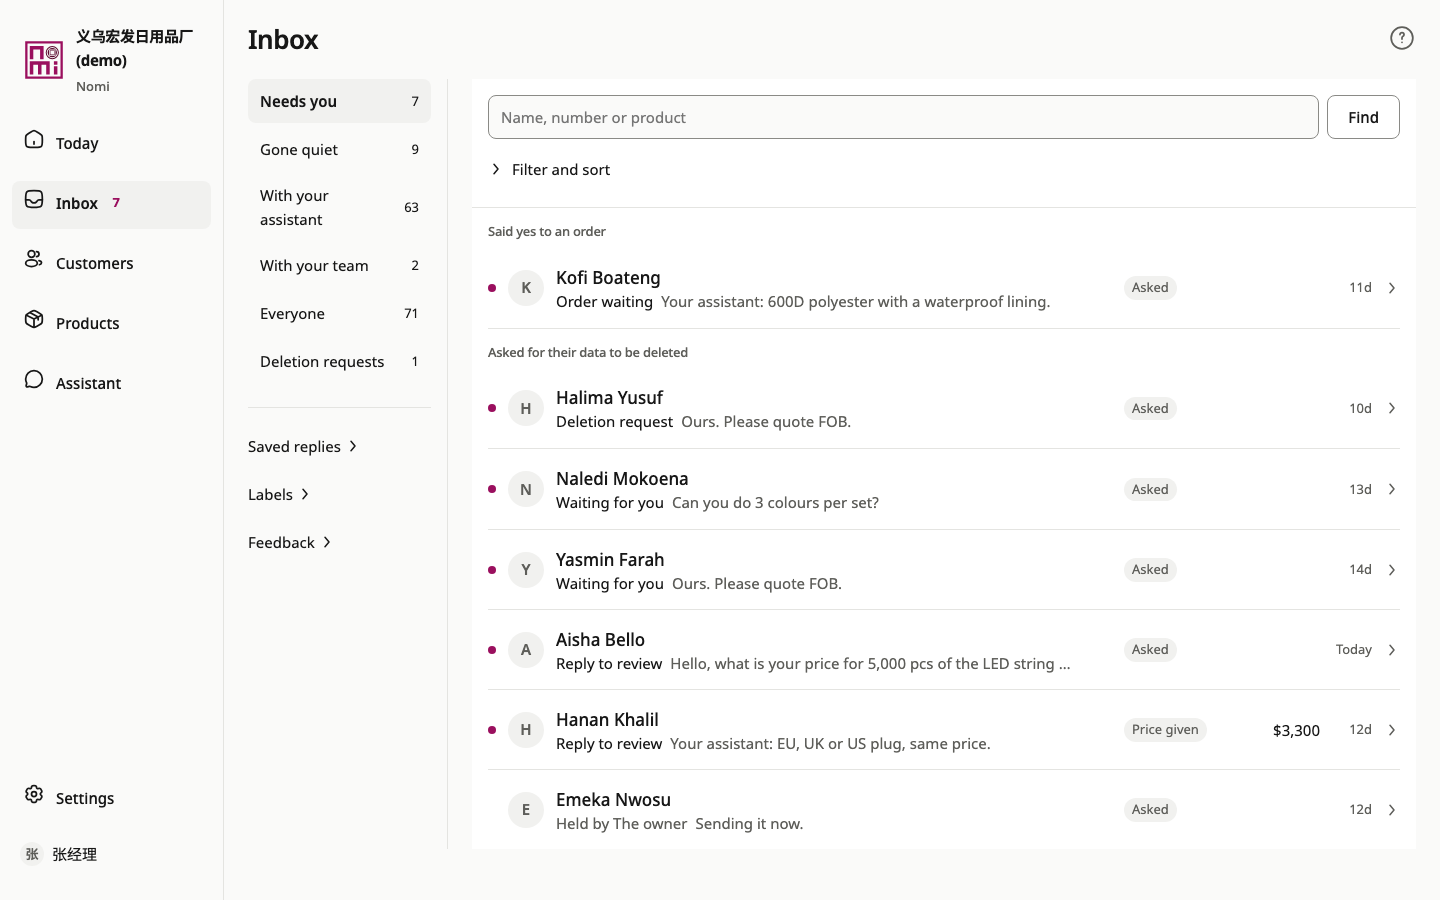 义乌宏发日用品厂
(demo)
Nomi
Today
Inbox 7
Customers
Products
Assistant
Settings
张 张经理
Inbox
Needs you 7
Gone quiet 9
With your
assistant 63
With your team 2
Everyone 71
Deletion requests 1
Saved replies
Labels
Feedback
Name, number or product
Find
Filter and sort
Said yes to an order
K
Kofi Boateng
Order waiting Your assistant: 600D polyester with a waterproof lining.
Asked
11d
Asked for their data to be deleted
H
Halima Yusuf
Deletion request Ours. Please quote FOB.
Asked
10d
N
Naledi Mokoena
Waiting for you Can you do 3 colours per set?
Asked
13d
Y
Yasmin Farah
Waiting for you Ours. Please quote FOB.
Asked
14d
A
Aisha Bello
Reply to review Hello, what is your price for 5,000 pcs of the LED string ...
Asked
Today
H
Hanan Khalil
Reply to review Your assistant: EU, UK or US plug, same price.
Price given
$3,300
12d
E
Emeka Nwosu
Held by The owner Sending it now.
Asked
12d
nomi
?